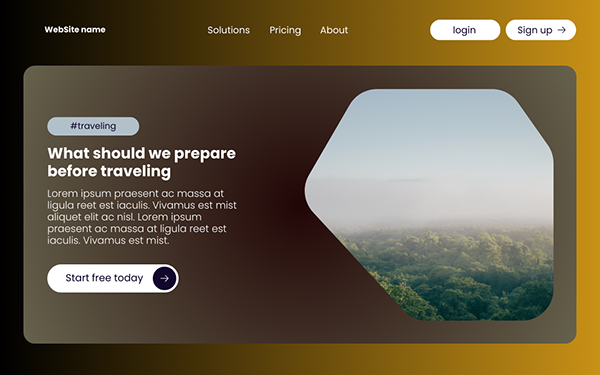 WebSite name
Solutions
Pricing
About
login
Sign up
#traveling
What should we prepare
before traveling
Lorem ipsum praesent ac massa at
ligula reet est iaculis. Vivamus est mist
aliquet elit ac nisl. Lorem ipsum
praesent ac massa at ligula reet est
iaculis. Vivamus est mist.
Start free today